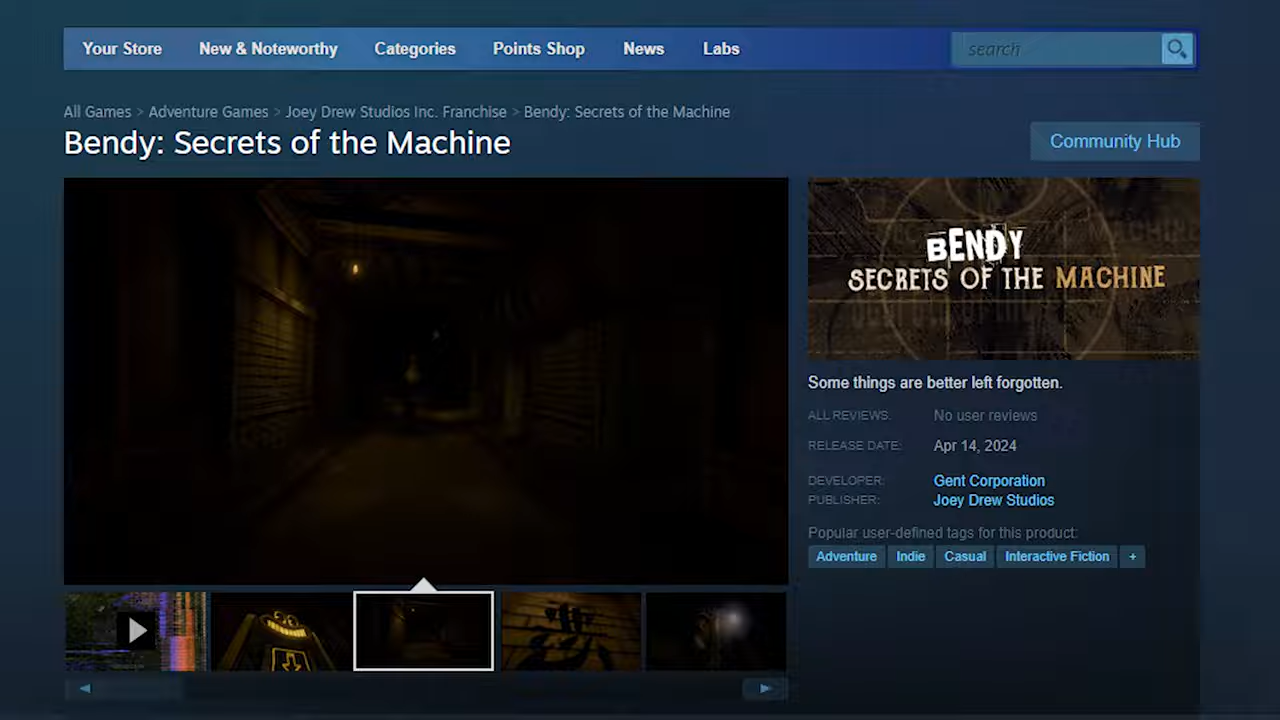 Your Store New & Noteworthy Categories Points Shop News Labs search
All Games > Adventure Games > Joey Drew Studios Inc. Franchise > Bendy: Secrets of the Machine
Bendy: Secrets of the Machine
Community Hub
BENDY
SECRETS OF THE MACHINE
Some things are better left forgotten.
ALL REVIEWS: No user reviews
RELEASE DATE: Apr 14, 2024
DEVELOPER: Gent Corporation
PUBLISHER: Joey Drew Studios
Popular user-defined tags for this product:
Adventure Indie Casual Interactive Fiction +